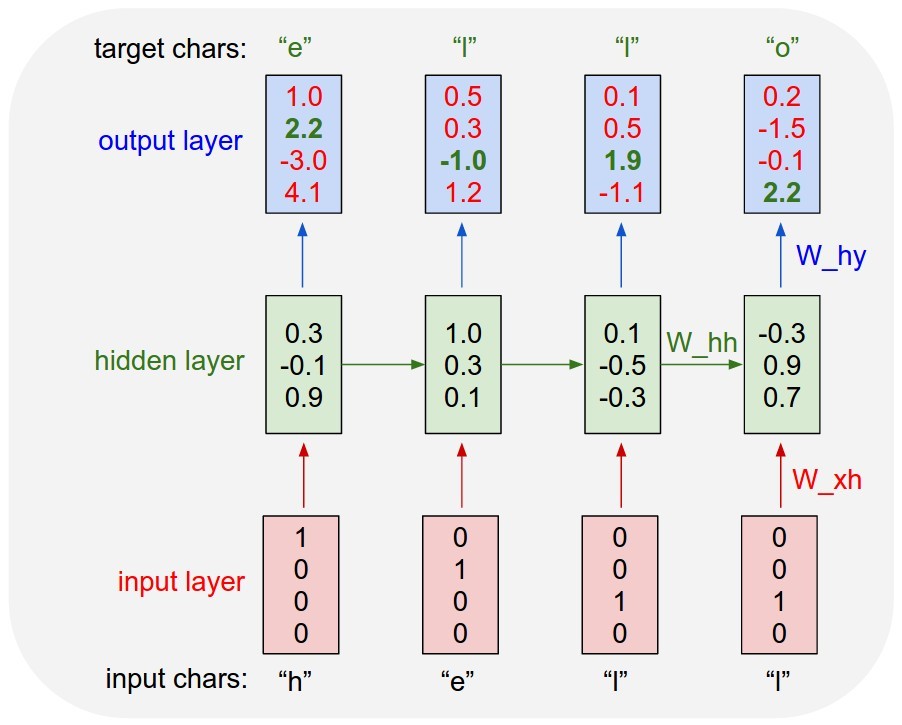 target chars: “e” “l” “l” “o”
output layer
1.0 0.5 0.1 0.2
2.2 0.3 0.5 -1.5
-3.0 -1.0 1.9 -0.1
4.1 1.2 -1.1 2.2
W_hy
hidden layer
0.3 1.0 0.1 -0.3
-0.1 0.3 -0.5 0.9
0.9 0.1 -0.3 0.7
W_hh
W_xh
input layer
1 0 0 0
0 1 0 0
0 0 1 1
0 0 0 0
input chars: “h” “e” “l” “l”